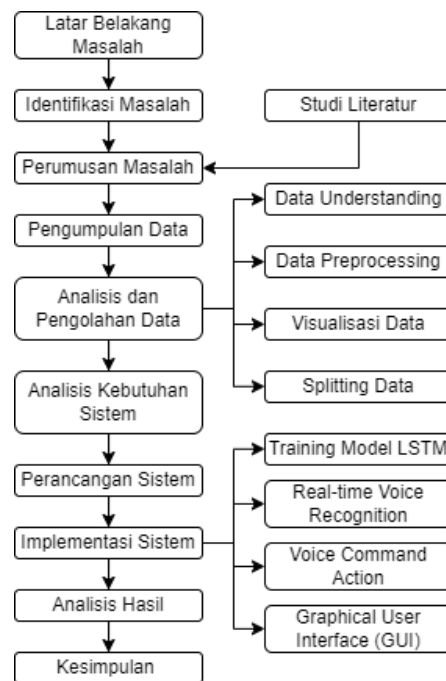 Latar Belakang
Masalah
Identifikasi Masalah
Studi Literatur
Perumusan Masalah
Pengumpulan Data
Data Understanding
Data Preprocessing
Analisis dan
Pengolahan Data
Visualisasi Data
Splitting Data
Analisis Kebutuhan
Sistem
Training Model LSTM
Perancangan Sistem
Real-time Voice
Recognition
Implementasi Sistem
Voice Command
Action
Analisis Hasil
Graphical User
Interface (GUI)
Kesimpulan